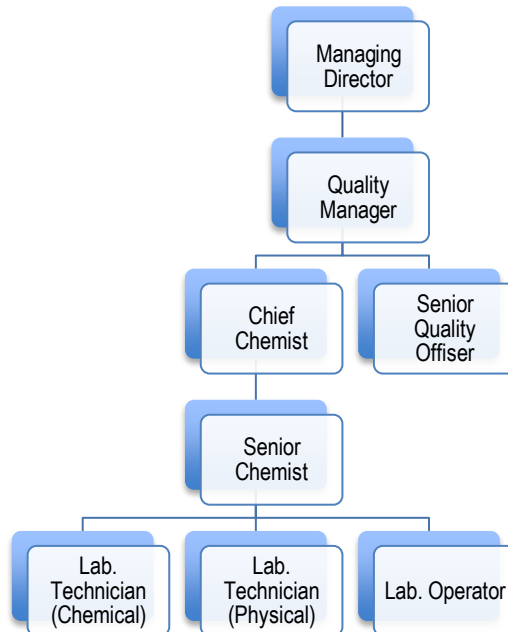 Managing
Director
Quality
Manager
Chief
Chemist
Senior
Quality
Offiser
Senior
Chemist
Lab.
Technician
(Chemical)
Lab.
Technician
(Physical)
Lab. Operator